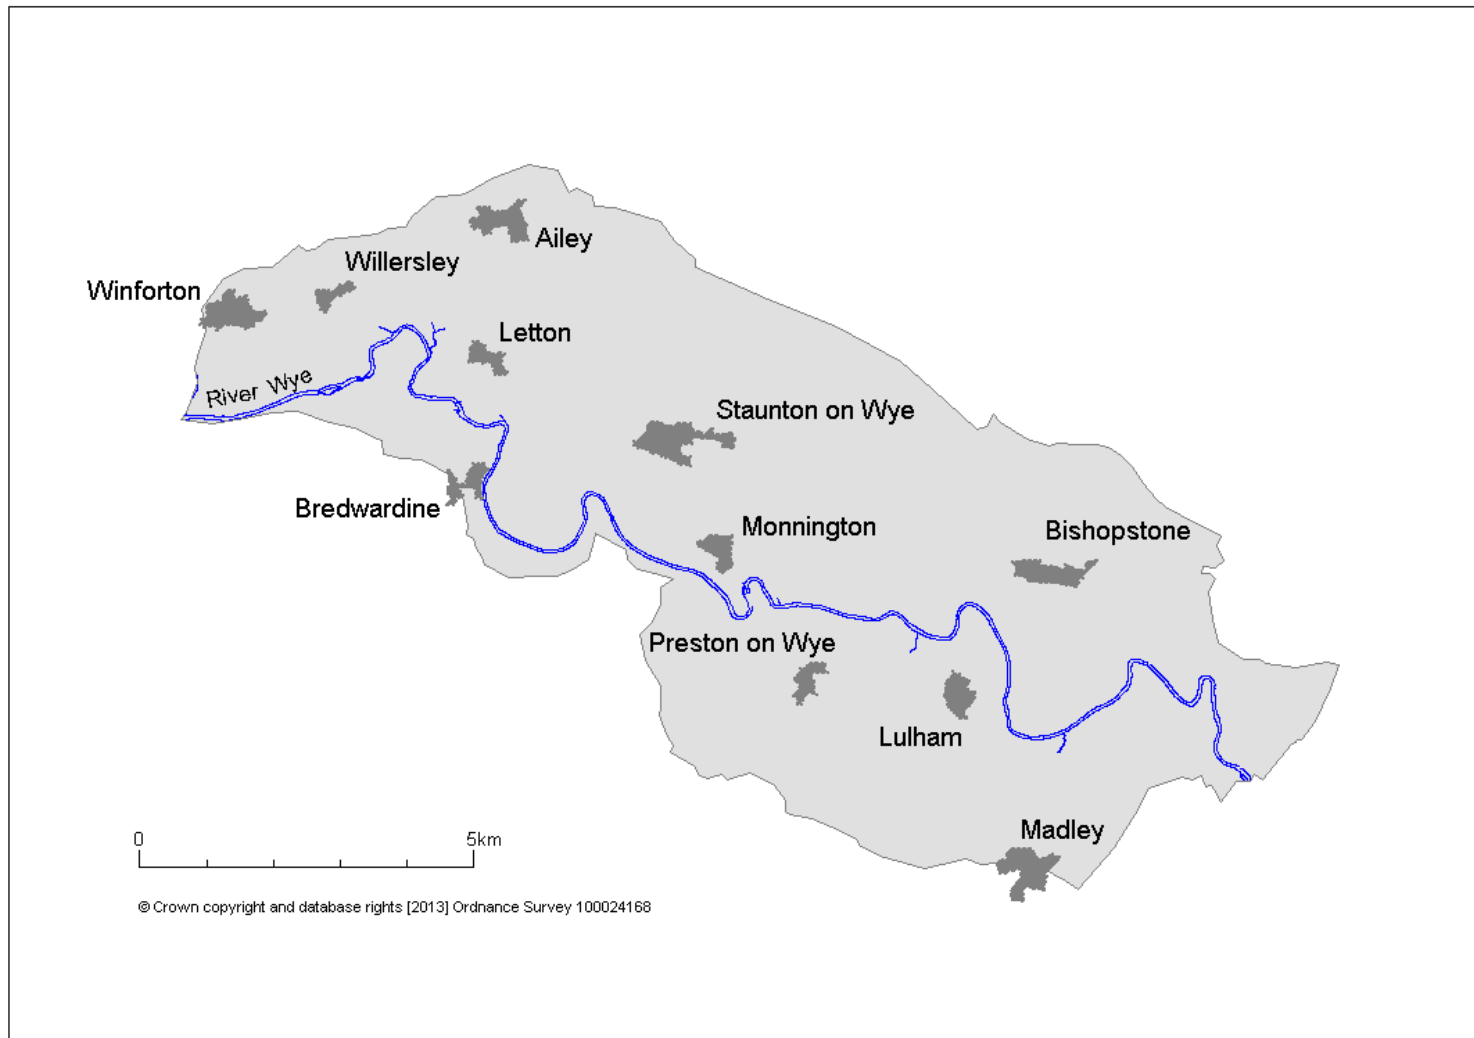 Ailey
Willersley
Winforton
Letton
River Wye
Staunton on Wye
Bredwardine
Monnington
Bishopstone
Preston on Wye
Lulham
Madley
0 5km
© Crown copyright and database rights [2013] Ordnance Survey 100024168